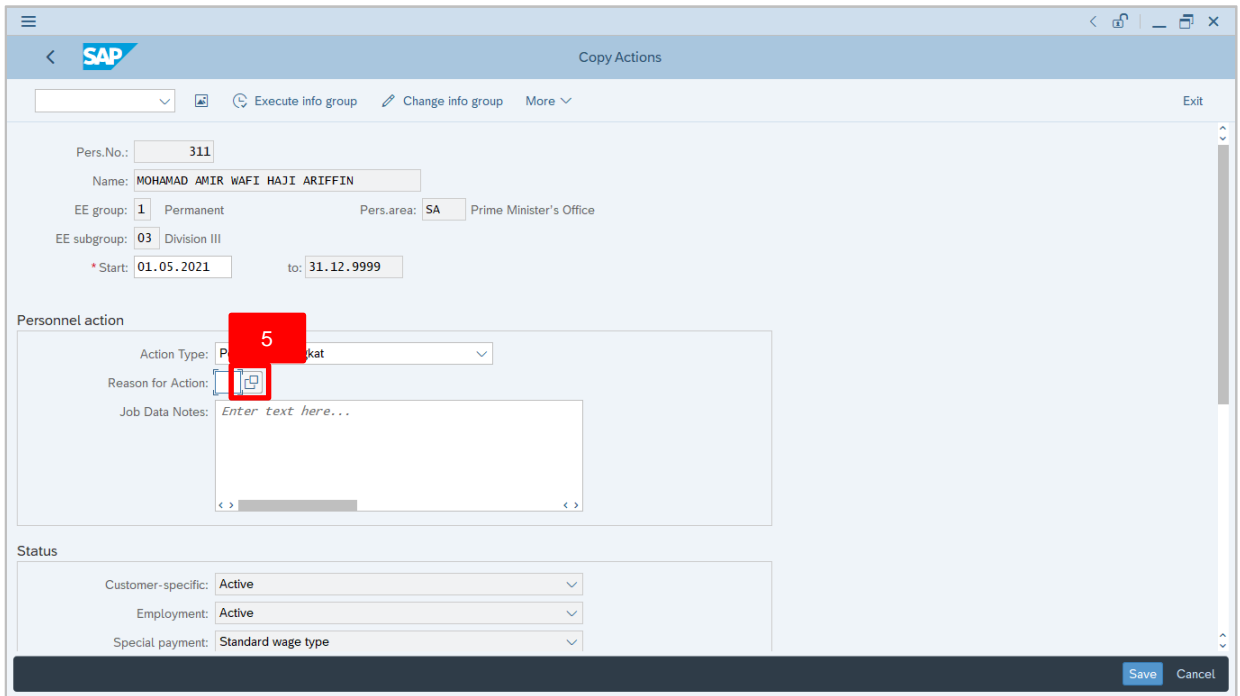 SAP
Copy Actions
Execute info group Change info group More Exit
Pers.No.: 311
Name: MOHAMAD AMIR WAFI HAJI ARIFFIN
EE group: 1 Permanent Pers.area: SA Prime Minister's Office
EE subgroup: 03 Division III
* Start: 01.05.2021 to: 31.12.9999
Personnel action
5
Action Type: kat
Reason for Action:
Job Data Notes: Enter text here...
Status
Customer-specific: Active
Employment: Active
Special payment: Standard wage type
Save Cancel